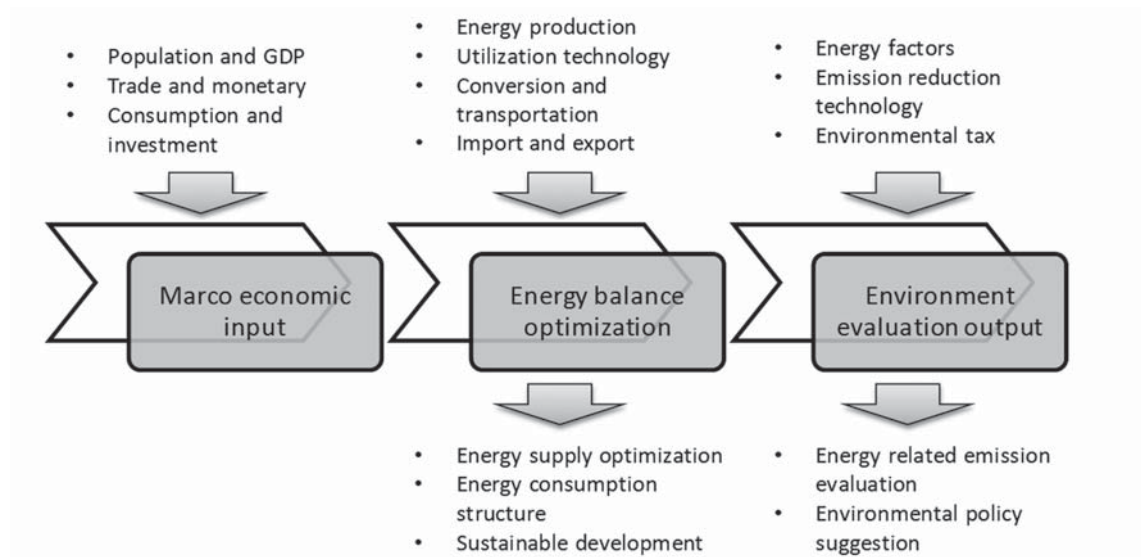 • Population and GDP
• Trade and monetary
• Consumption and
investment
• Energy production
• Utilization technology
• Conversion and
transportation
• Import and export
• Energy factors
• Emission reduction
technology
• Environmental tax
Marco economic
input
Energy balance
optimization
Environment
evaluation output
• Energy supply optimization
• Energy consumption
structure
• Sustainable development
• Energy related emission
evaluation
• Environmental policy
suggestion